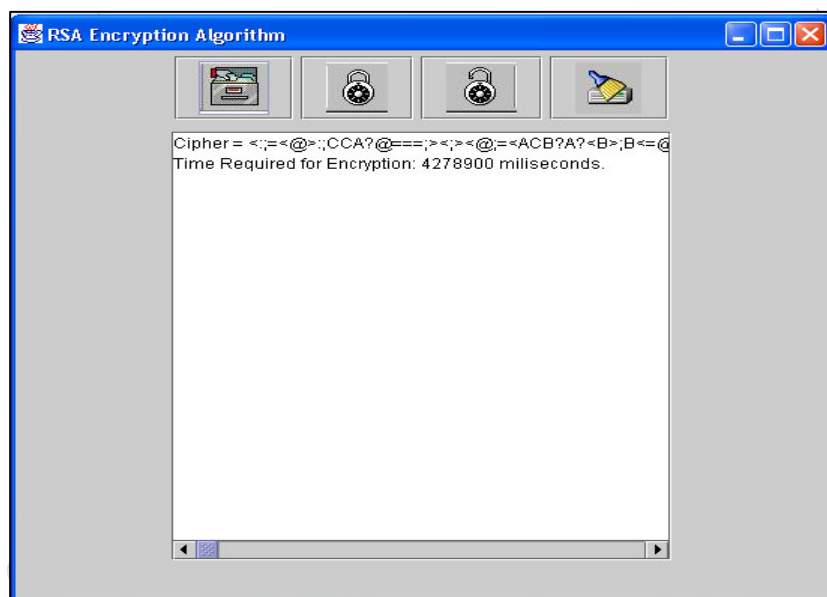 RSA Encryption Algorithm
Cipher = <:;=<@>:;CCA?@===;><;><@;=<ACB?A?<B>;B<=@
Time Required for Encryption: 4278900 miliseconds.